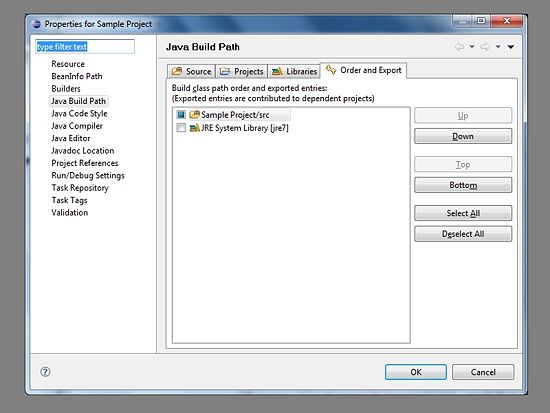 Properties for Sample Project
type filter text
Resource
BeanInfo Path
Builders
Java Build Path
Java Code Style
Java Compiler
Java Editor
Javadoc Location
Project References
Run/Debug Settings
Task Repository
Task Tags
Validation
Java Build Path
Source Projects Libraries Order and Export
Build class path order and exported entries:
(Exported entries are contributed to dependent projects)
Sample Project/src
JRE System Library [jre7]
Up
Down
Top
Bottom
Select All
Deselect All
OK Cancel